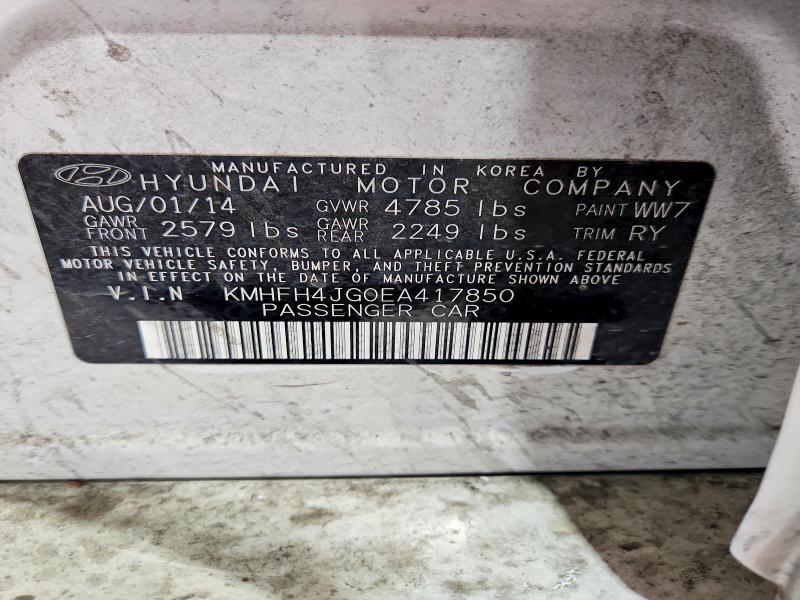 MANUFACTURED IN KOREA BY
HYUNDAI MOTOR COMPANY
AUG/01/14 GVWR 4785 lbs PAINT WW7
GAWR FRONT 2579 lbs GAWR REAR 2249 lbs TRIM RY
THIS VEHICLE CONFORMS TO ALL APPLICABLE U.S.A. FEDERAL
MOTOR VEHICLE SAFETY, BUMPER, AND THEFT PREVENTION STANDARDS
IN EFFECT ON THE DATE OF MANUFACTURE SHOWN ABOVE
V.I.N KMHFH4JG0EA417850
PASSENGER CAR